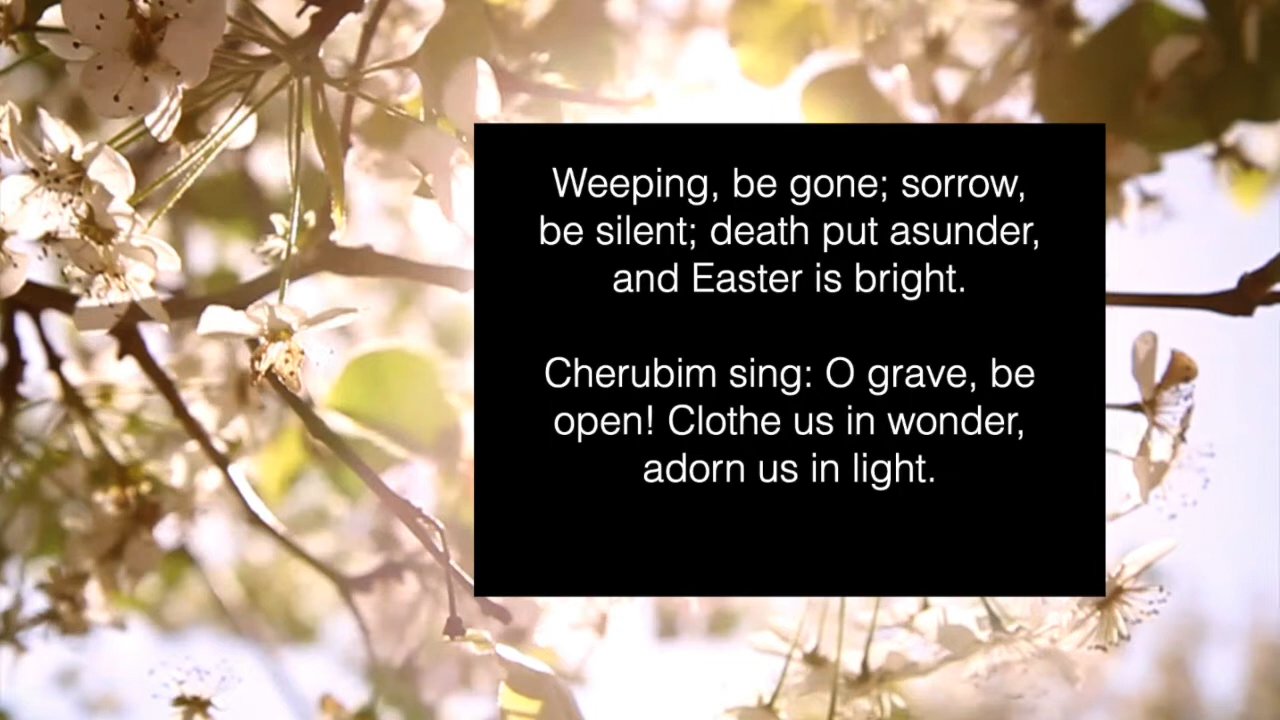 Weeping, be gone; sorrow,
be silent; death put asunder,
and Easter is bright.
Cherubim sing: O grave, be
open! Clothe us in wonder,
adorn us in light.